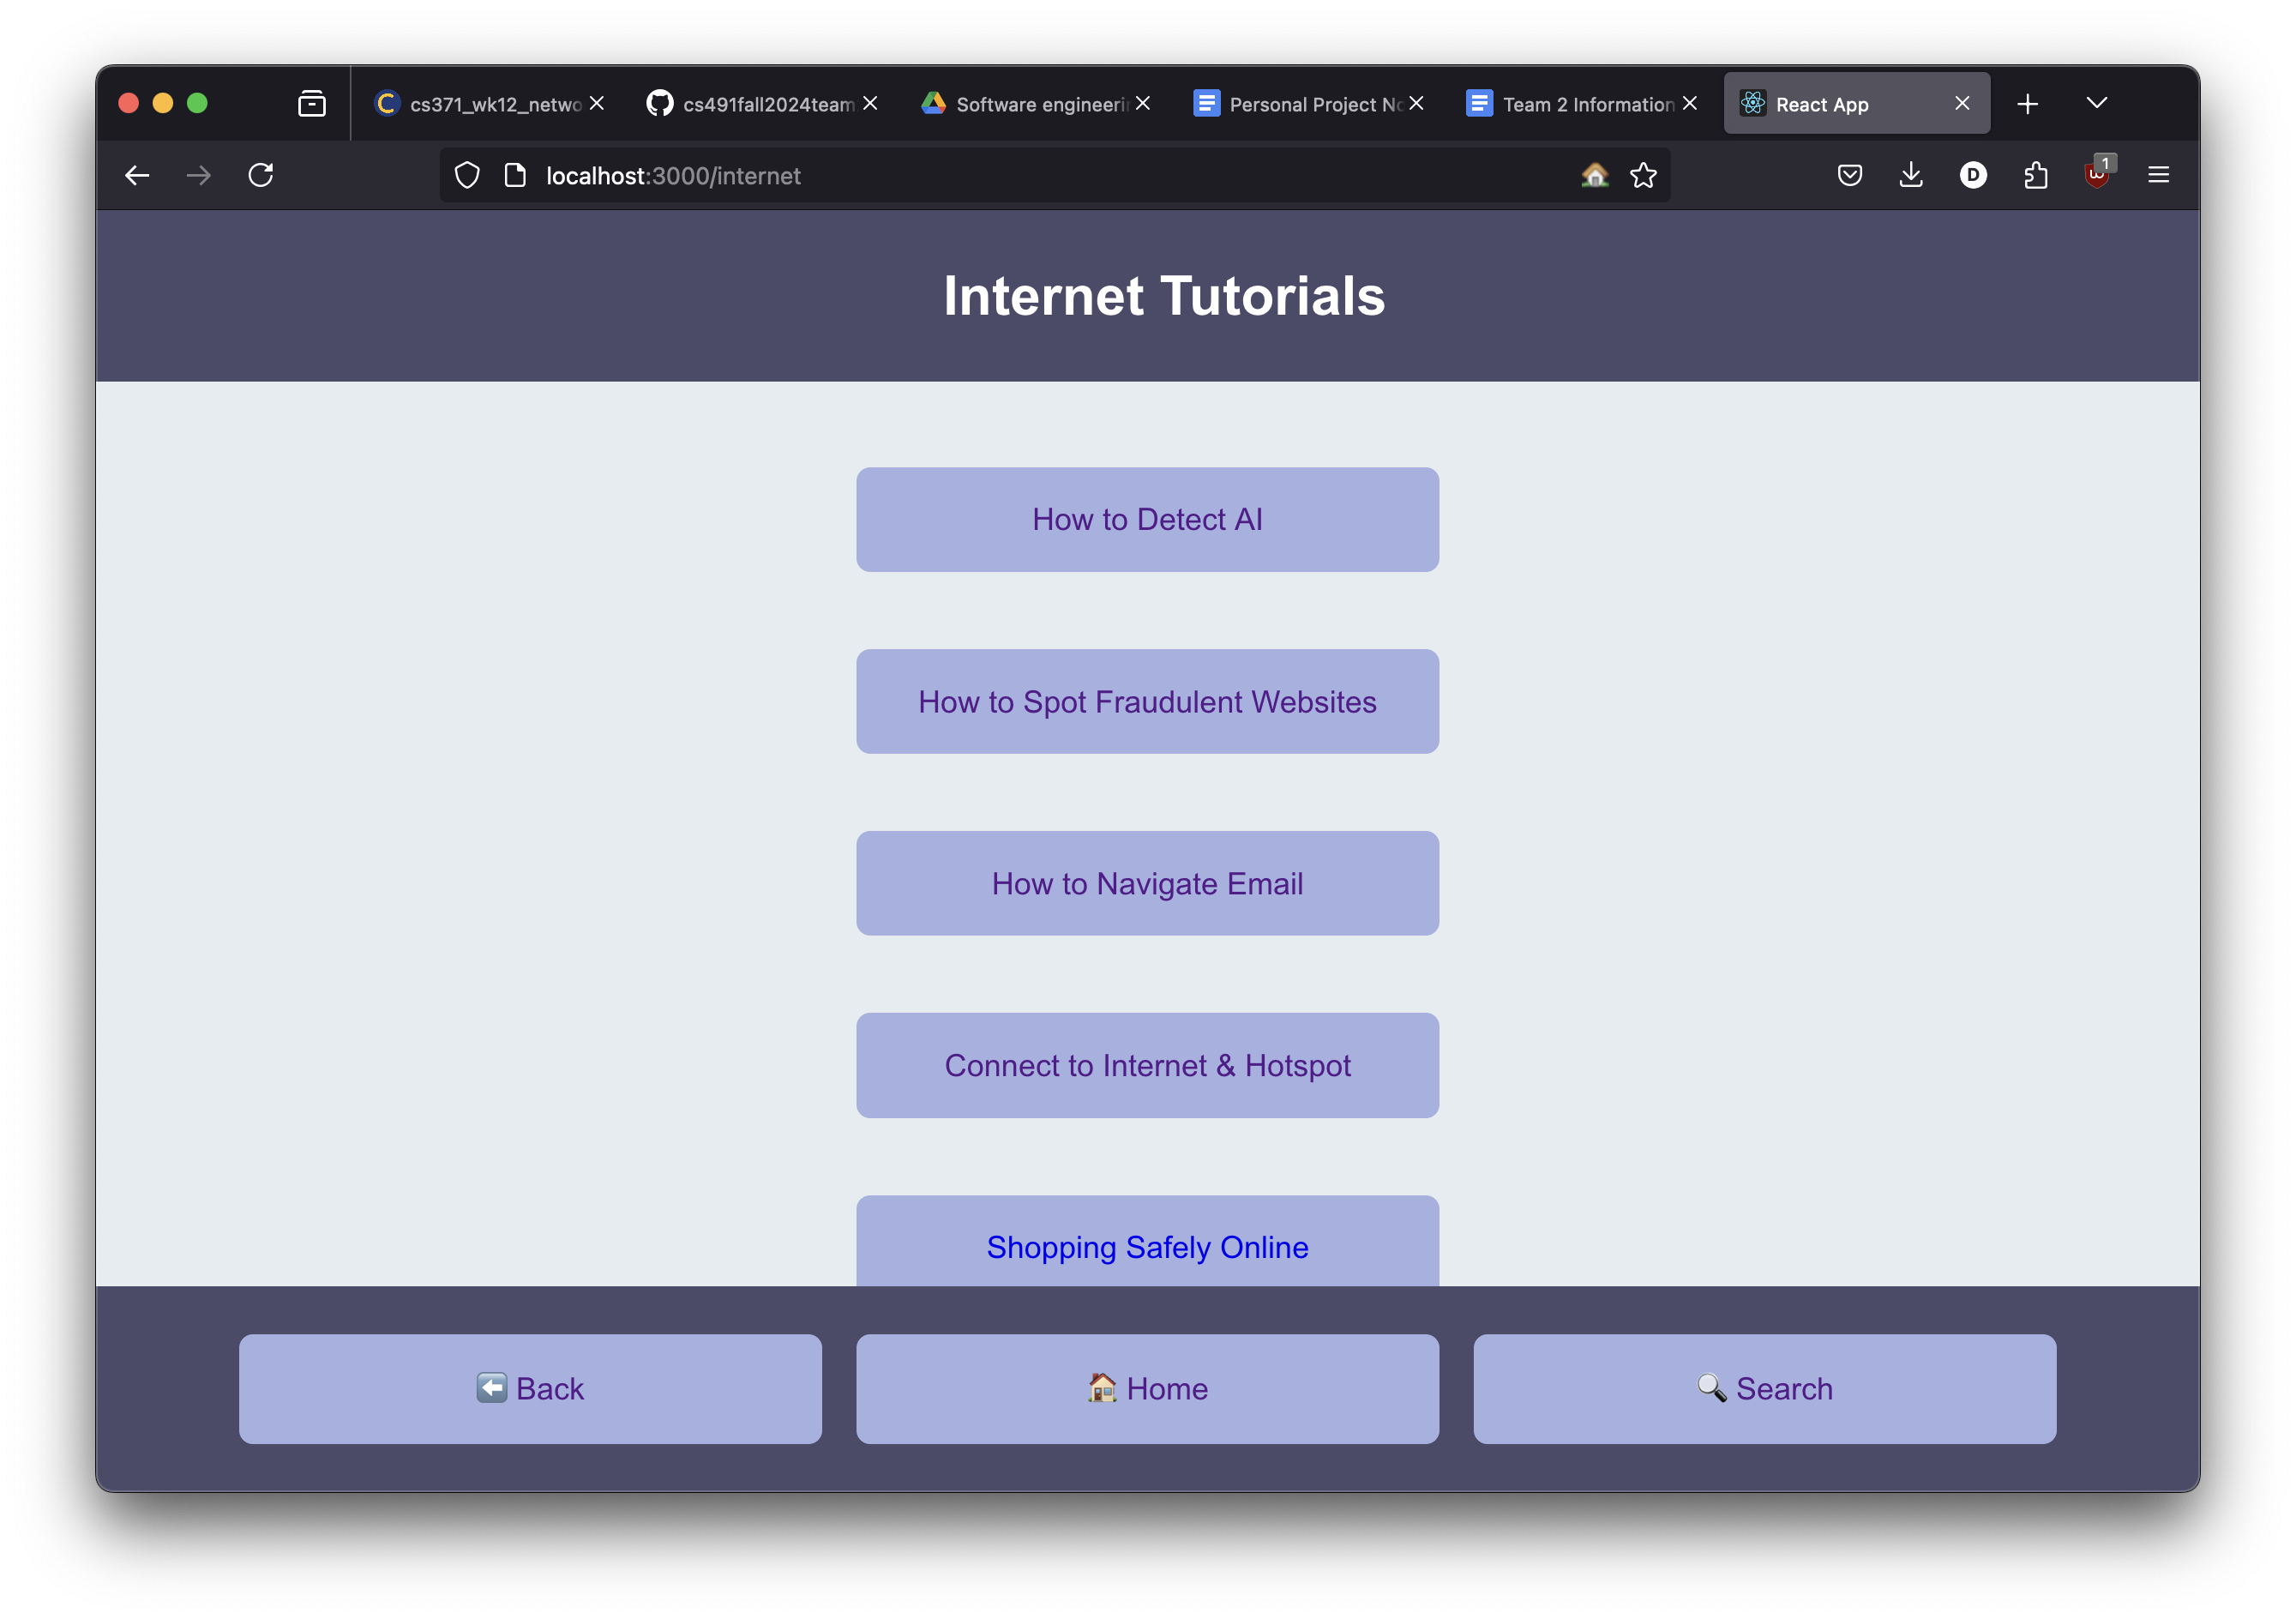 cs371_wk12_netwo
cs491fall2024team
Software engineerin
Personal Project No
Team 2 Information
React App
localhost:3000/internet
D
1
Internet Tutorials
How to Detect AI
How to Spot Fraudulent Websites
How to Navigate Email
Connect to Internet & Hotspot
Shopping Safely Online
Back
Home
Search